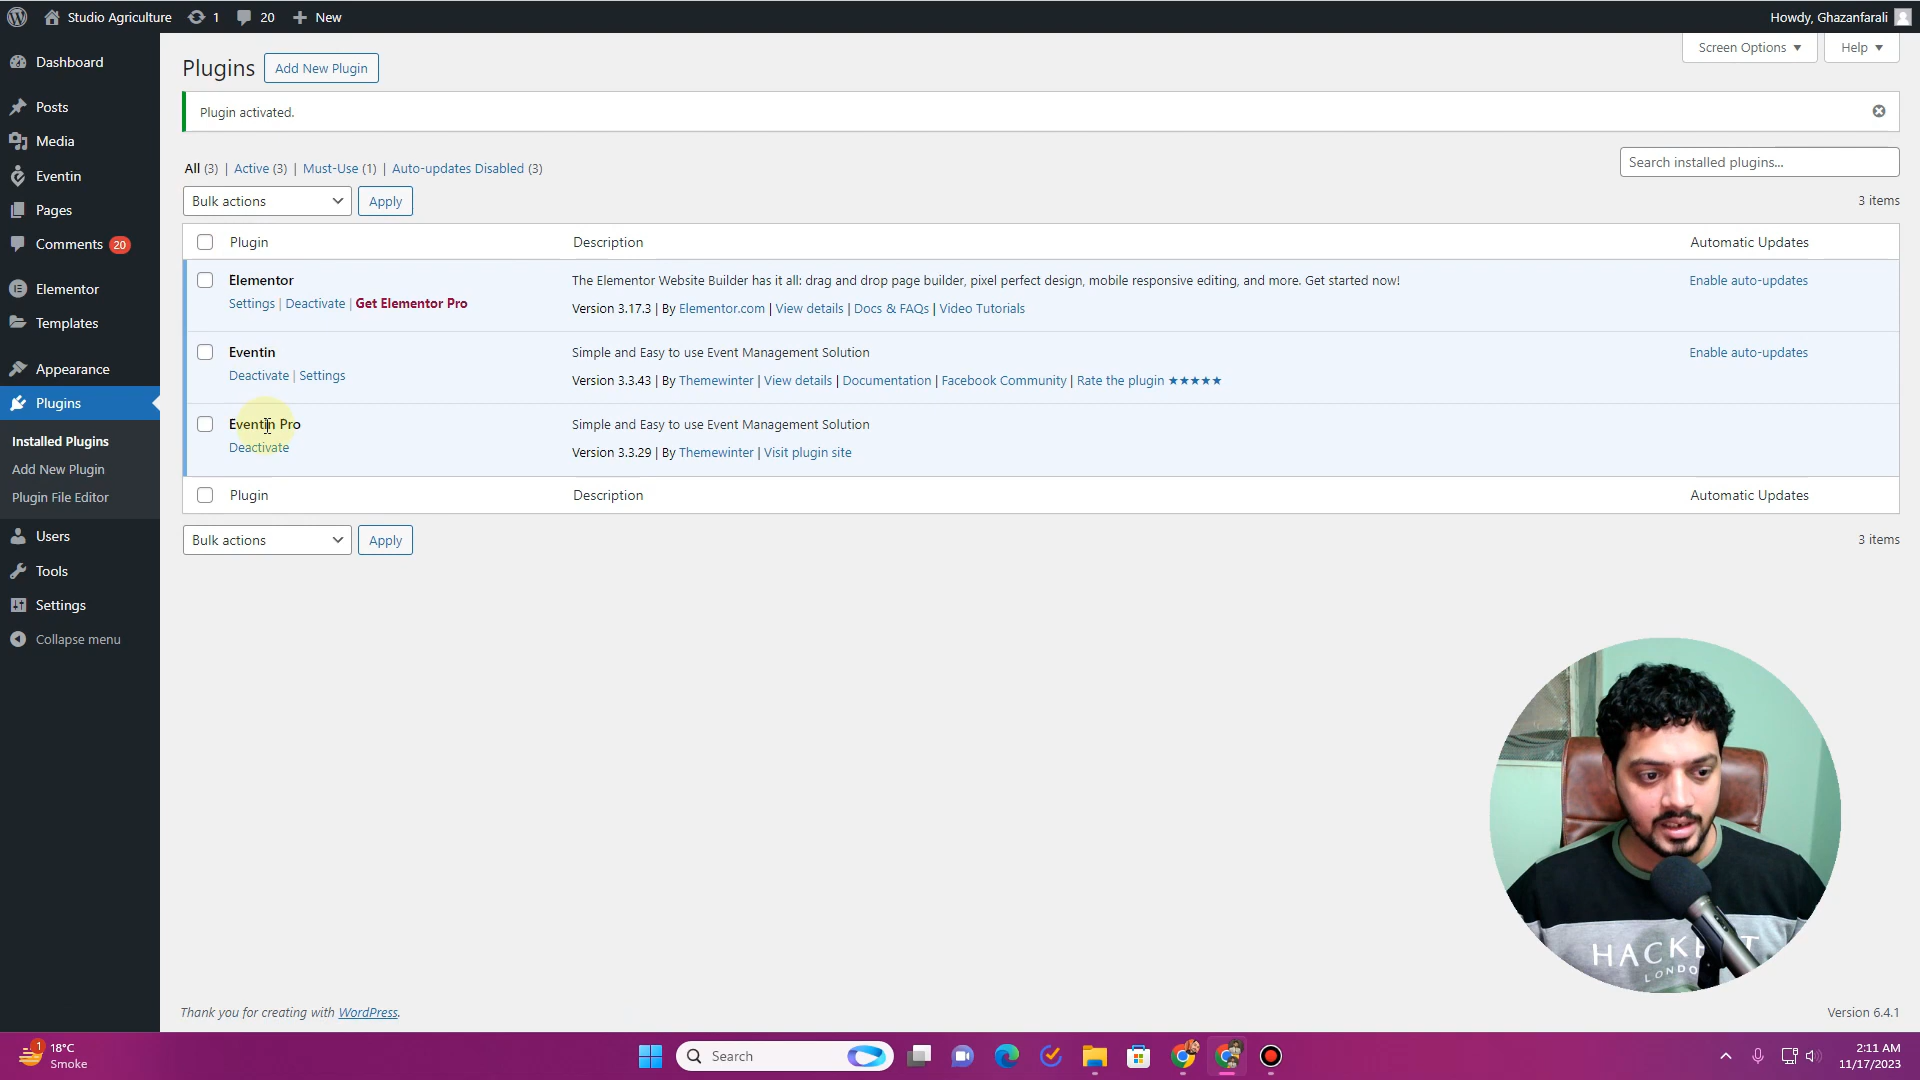 Studio Agriculture 1 20 New Howdy, Ghazanfarali
Dashboard
Posts
Media
Eventin
Pages
Comments 20
Elementor
Templates
Appearance
Plugins
Installed Plugins
Add New Plugin
Plugin File Editor
Users
Tools
Settings
Collapse menu
Screen Options Help
Plugins Add New Plugin
Plugin activated.
All (3) | Active (3) | Must-Use (1) | Auto-updates Disabled (3)
Search installed plugins...
Bulk actions Apply 3 items
Plugin Description Automatic Updates
Elementor The Elementor Website Builder has it all: drag and drop page builder, pixel perfect design, mobile responsive editing, and more. Get started now! Enable auto-updates
Settings | Deactivate | Get Elementor Pro Version 3.17.3 | By Elementor.com | View details | Docs & FAQs | Video Tutorials
Eventin Simple and Easy to use Event Management Solution Enable auto-updates
Deactivate | Settings Version 3.3.43 | By Themewinter | View details | Documentation | Facebook Community | Rate the plugin ★★★★★
Eventin Pro Simple and Easy to use Event Management Solution
Deactivate Version 3.3.29 | By Themewinter | Visit plugin site
Plugin Description Automatic Updates
Bulk actions Apply 3 items
LONDO
Thank you for creating with WordPress. Version 6.4.1
1 18°C
Smoke
Search
2:11 AM
11/17/2023